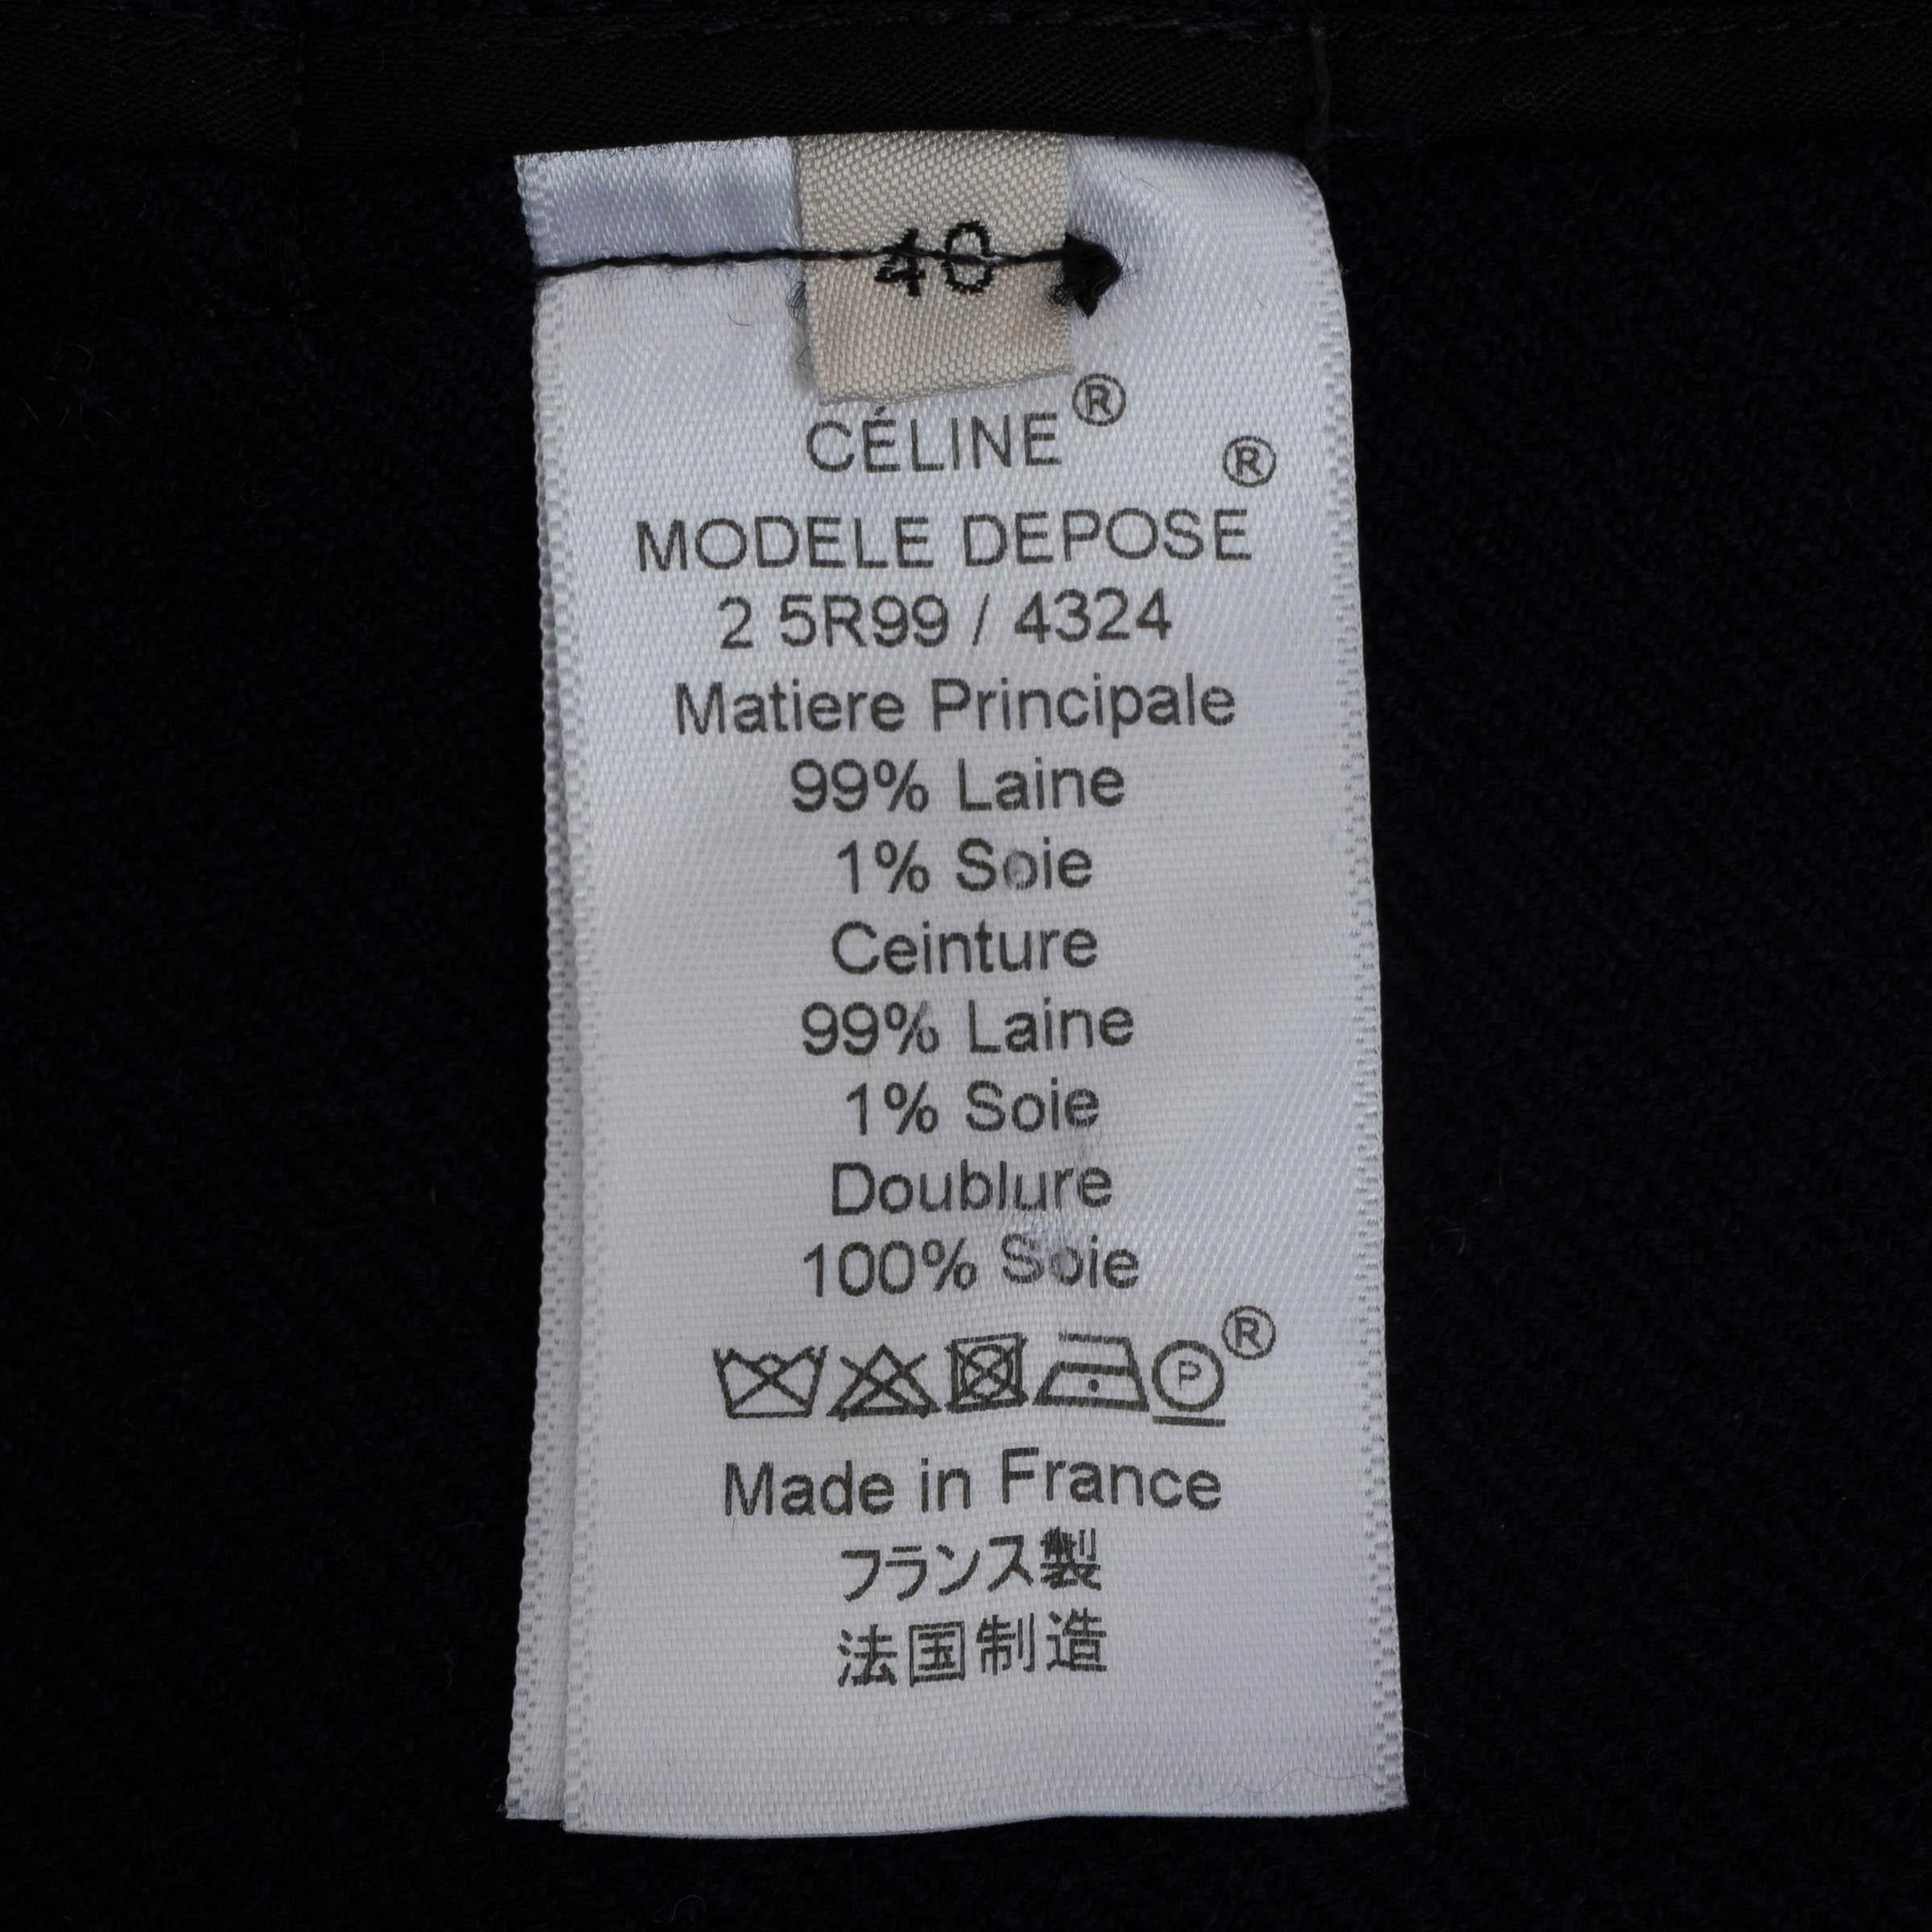 40
CÉLINE®
®
MODELE DEPOSE
2 5R99 / 4324
Matiere Principale
99% Laine
1% Soie
Ceinture
99% Laine
1% Soie
Doublure
100% Soie
P ®
Made in France
フランス製
法国制造